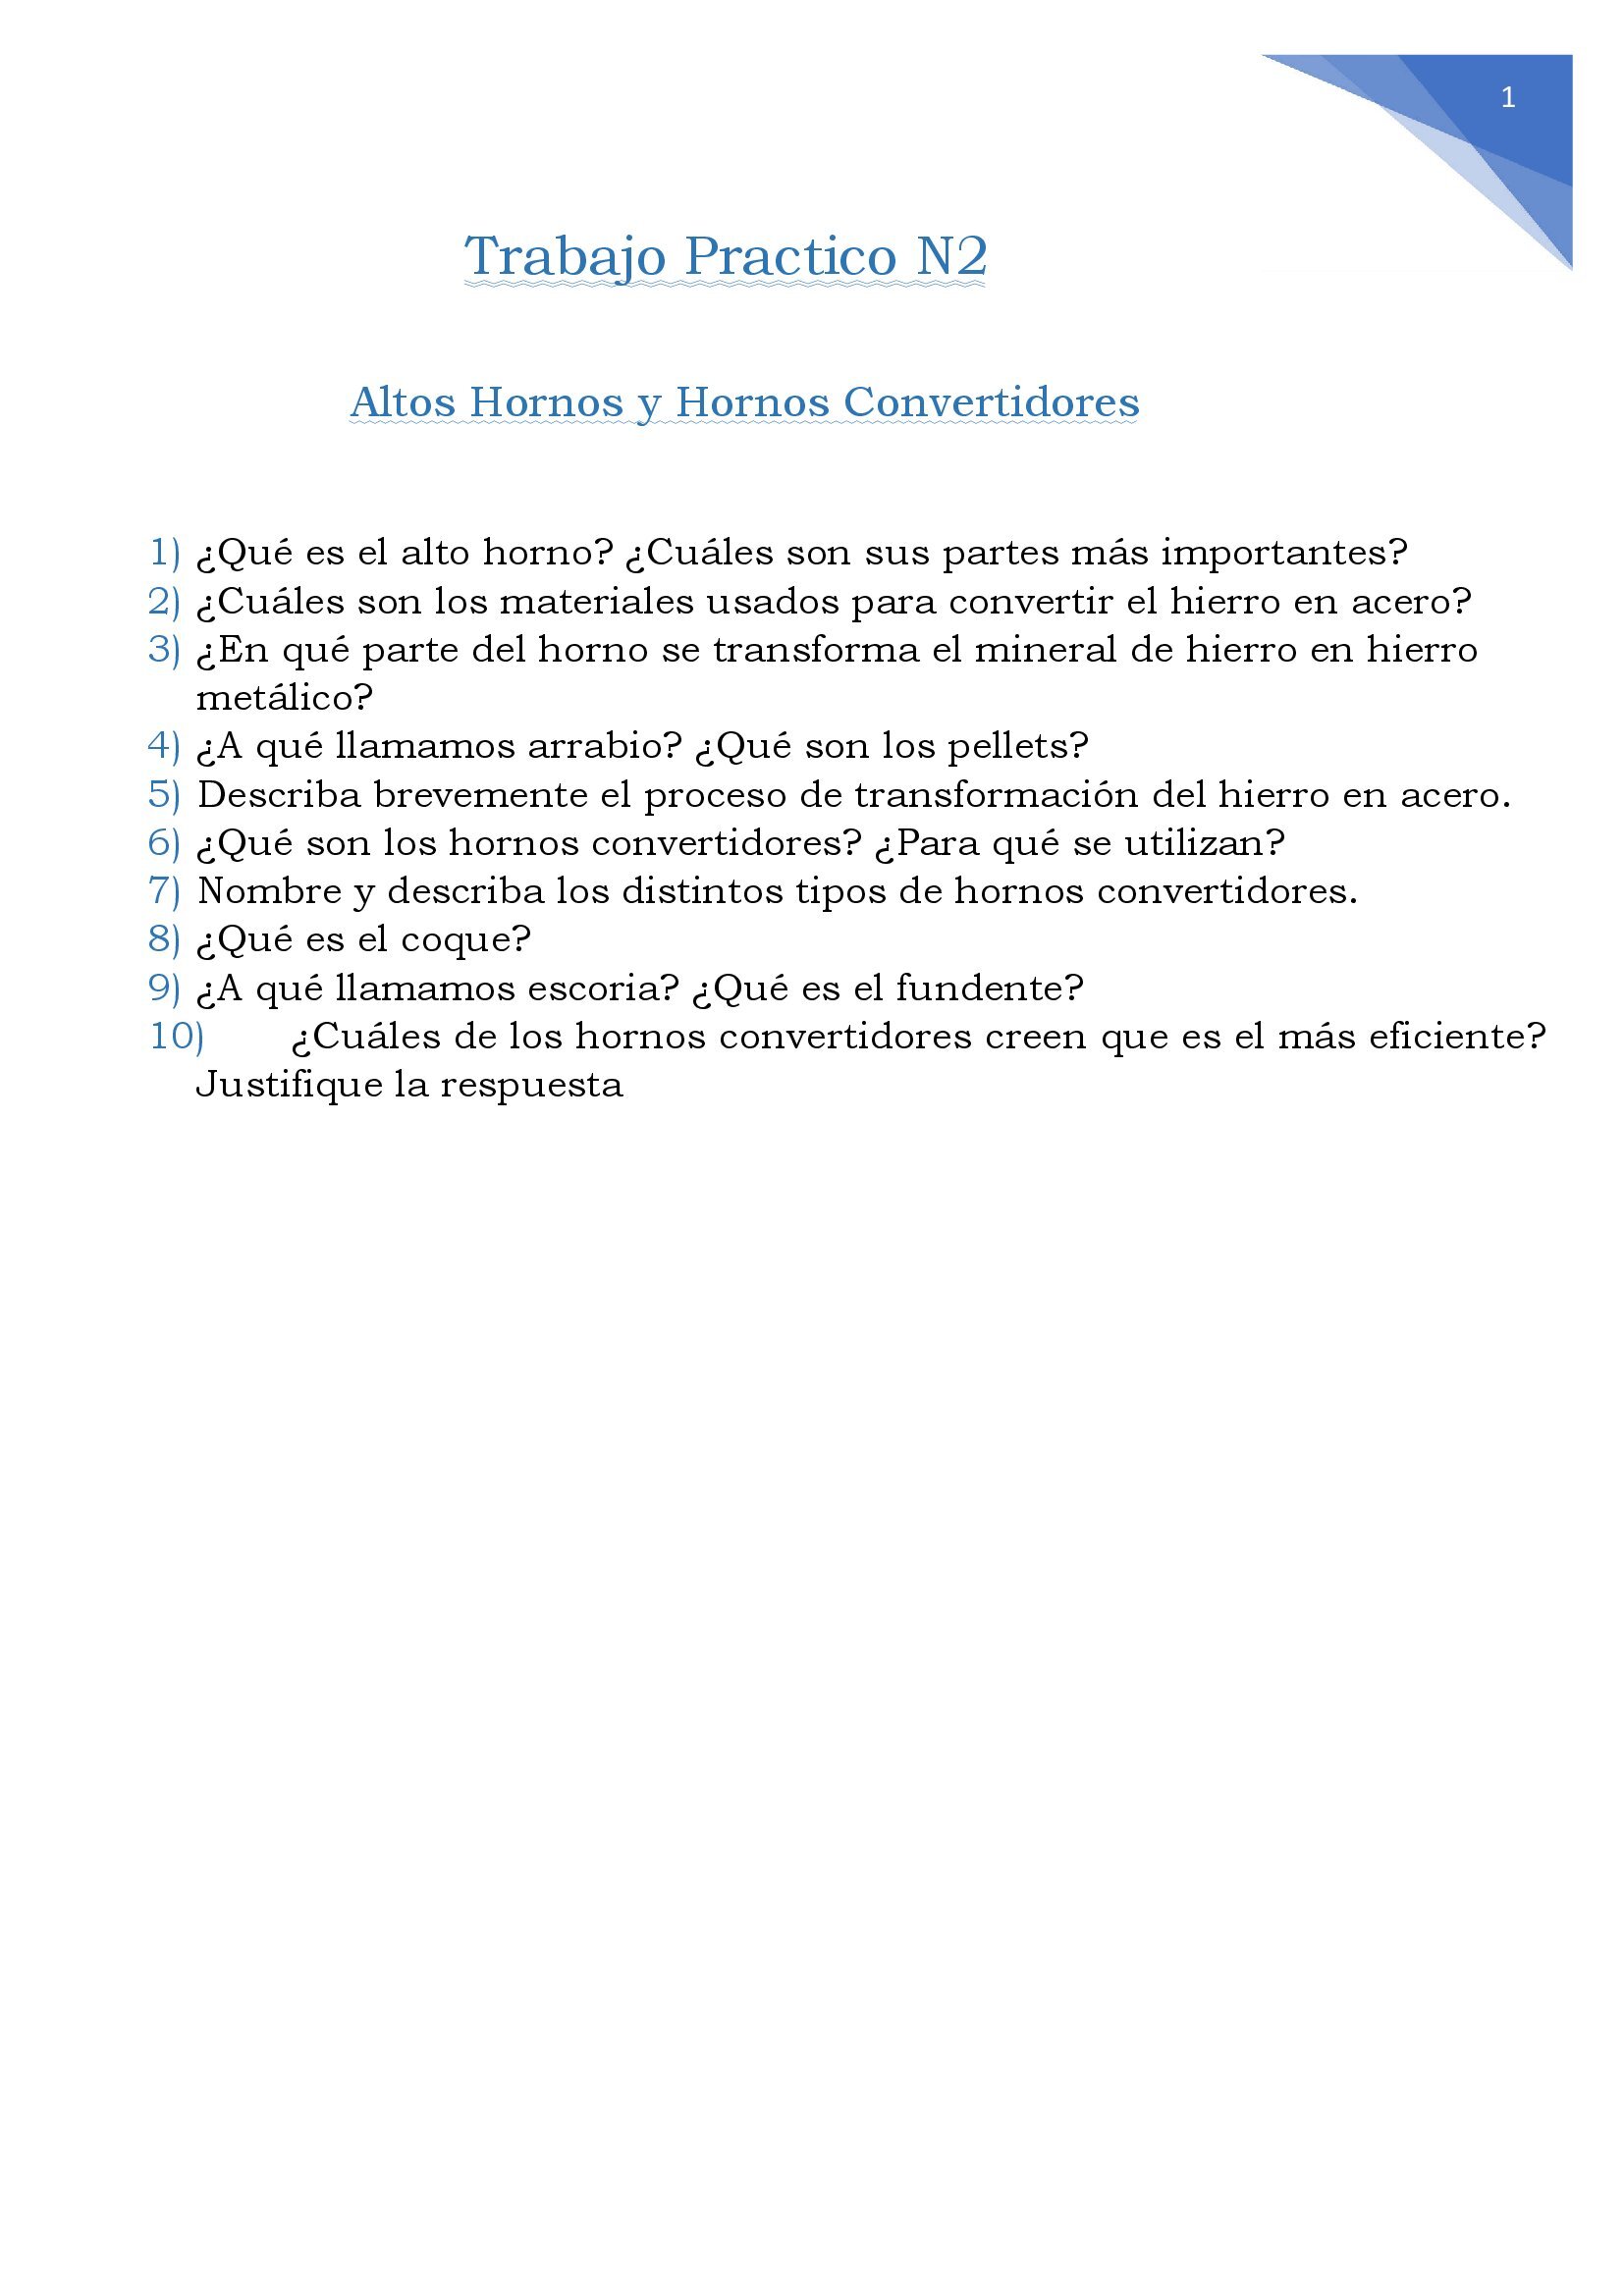 1
Trabajo Practico N2
Altos Hornos y Hornos Convertidores
1) ¿Qué es el alto horno? ¿Cuáles son sus partes más importantes?
2) ¿Cuáles son los materiales usados para convertir el hierro en acero?
3) ¿En qué parte del horno se transforma el mineral de hierro en hierro
metálico?
4) ¿A qué llamamos arrabio? ¿Qué son los pellets?
5) Describa brevemente el proceso de transformación del hierro en acero.
6) ¿Qué son los hornos convertidores? ¿Para qué se utilizan?
7) Nombre y describa los distintos tipos de hornos convertidores.
8) ¿Qué es el coque?
9) ¿A qué llamamos escoria? ¿Qué es el fundente?
10) ¿Cuáles de los hornos convertidores creen que es el más eficiente?
Justifique la respuesta